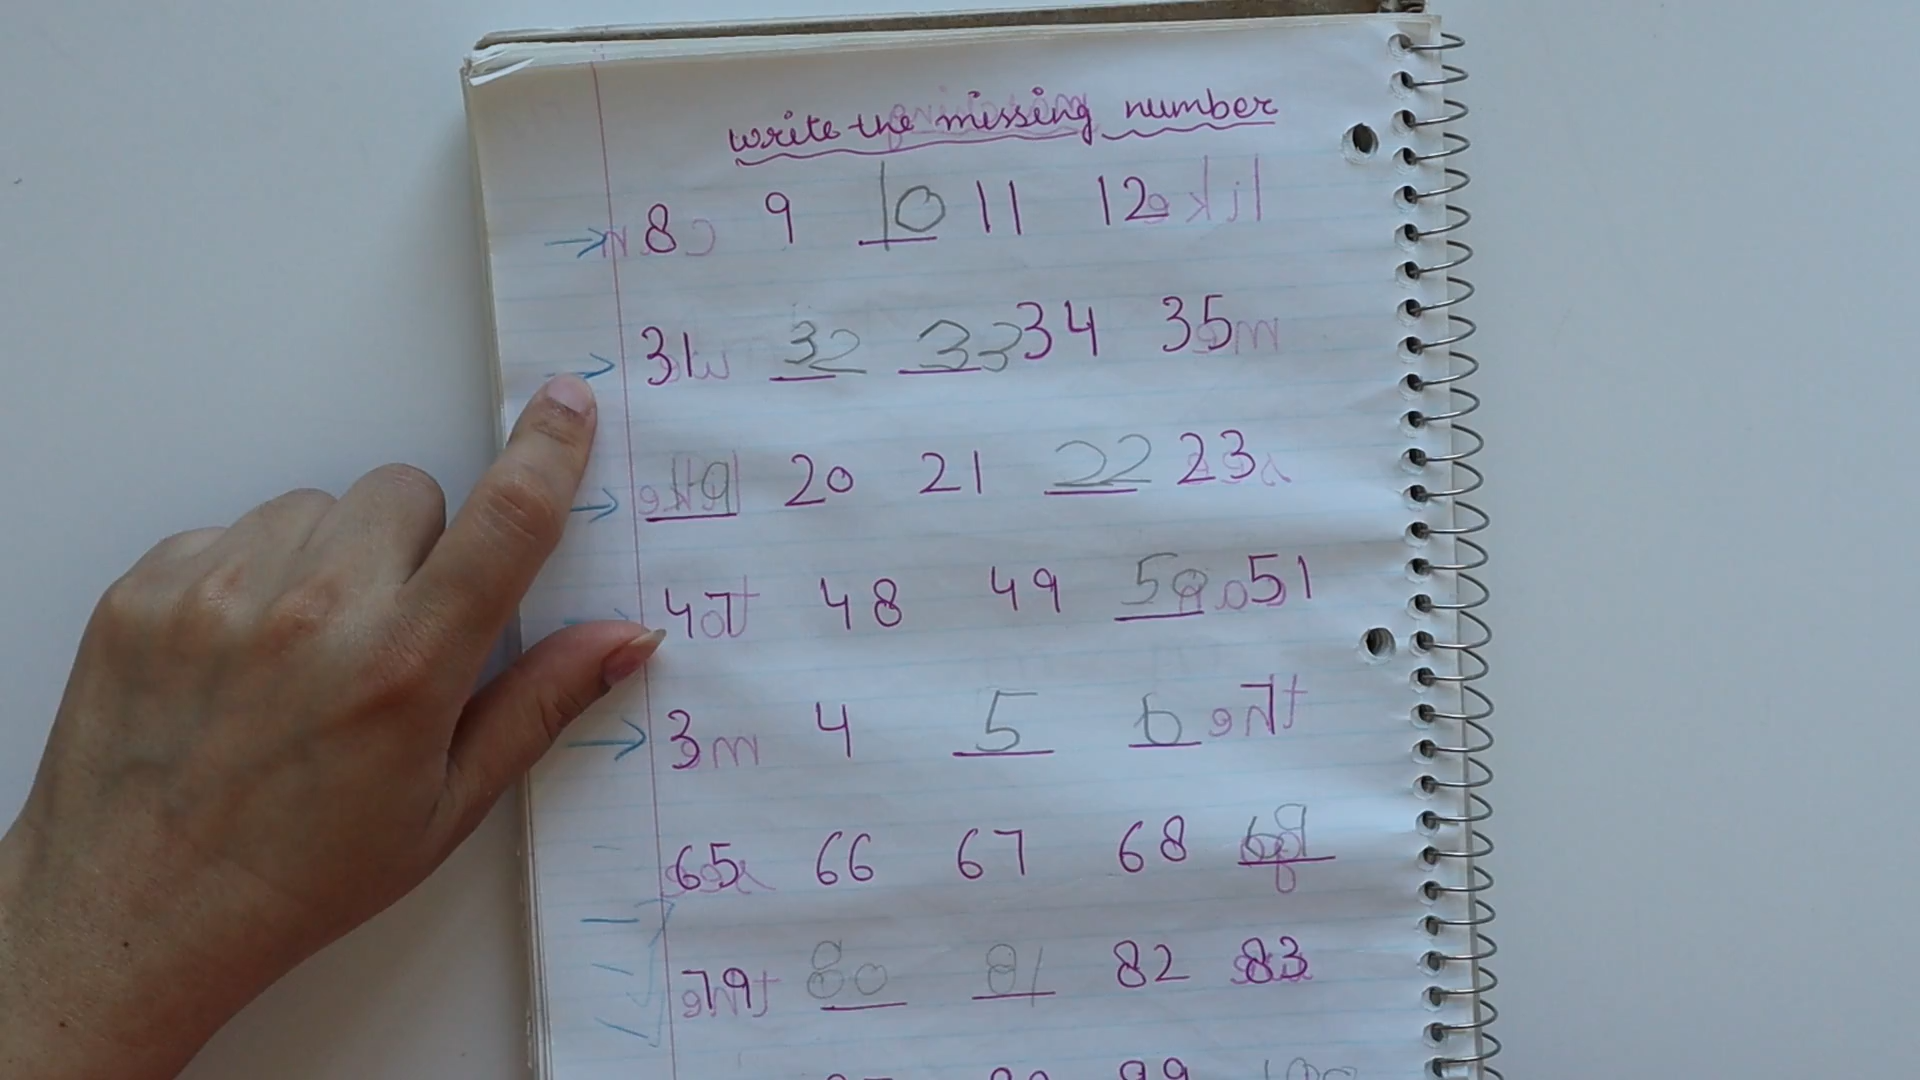 write the missing number
8 9 10 11 12
31 32 33 34 35
19 20 21 22 23
47 48 49 50 51
3 4 5 6 7
65 66 67 68 69
79 80 81 82 83